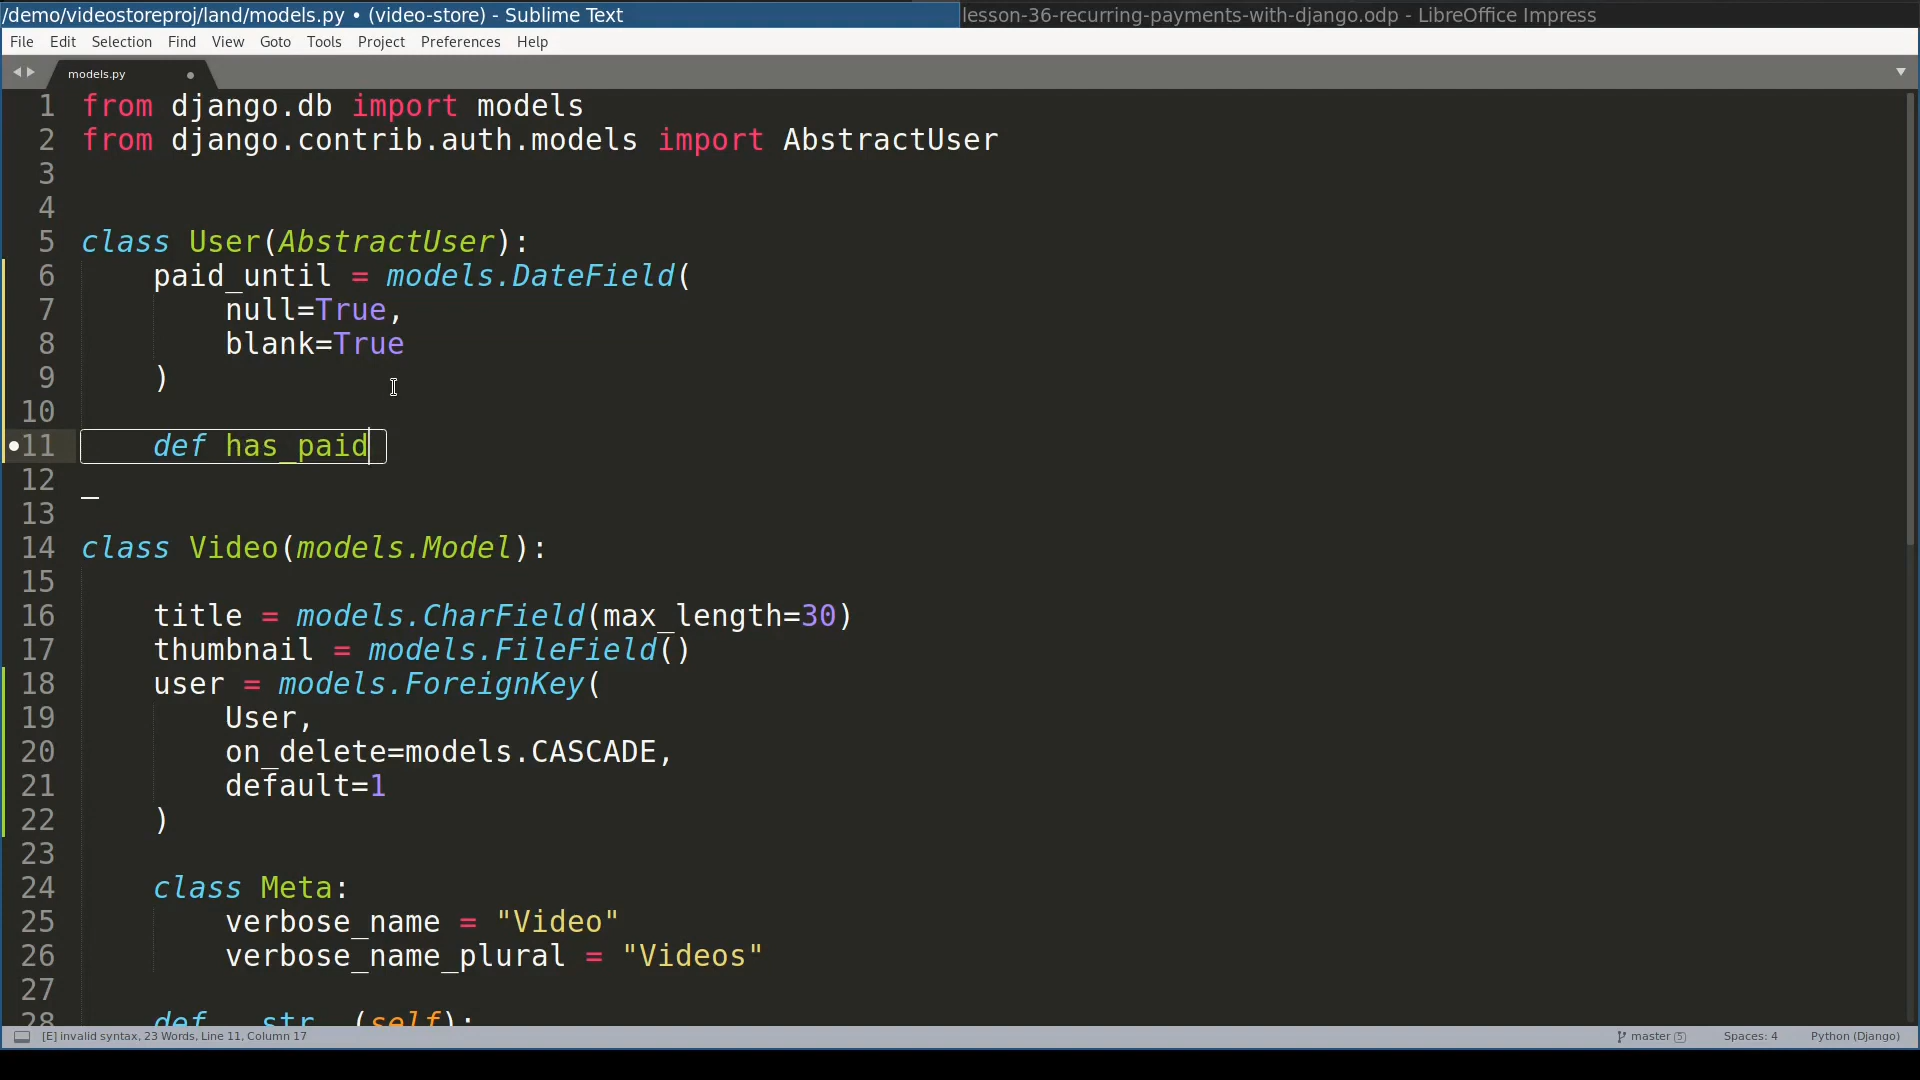 /demo/videostoreproj/land/models.py • (video-store) - Sublime Text
lesson-36-recurring-payments-with-django.odp - LibreOffice Impress
File Edit Selection Find View Goto Tools Project Preferences Help
models.py
1 from django.db import models
2 from django.contrib.auth.models import AbstractUser
3
4
5 class User(AbstractUser):
6     paid_until = models.DateField(
7         null=True,
8         blank=True
9     )
10
11     def has_paid
12
13
14 class Video(models.Model):
15
16     title = models.CharField(max_length=30)
17     thumbnail = models.FileField()
18     user = models.ForeignKey(
19         User,
20         on_delete=models.CASCADE,
21         default=1
22     )
23
24     class Meta:
25         verbose_name = "Video"
26         verbose_name_plural = "Videos"
27
28     def __str__(self):
[E] invalid syntax, 23 Words, Line 11, Column 17
master 5 Spaces: 4 Python (Django)